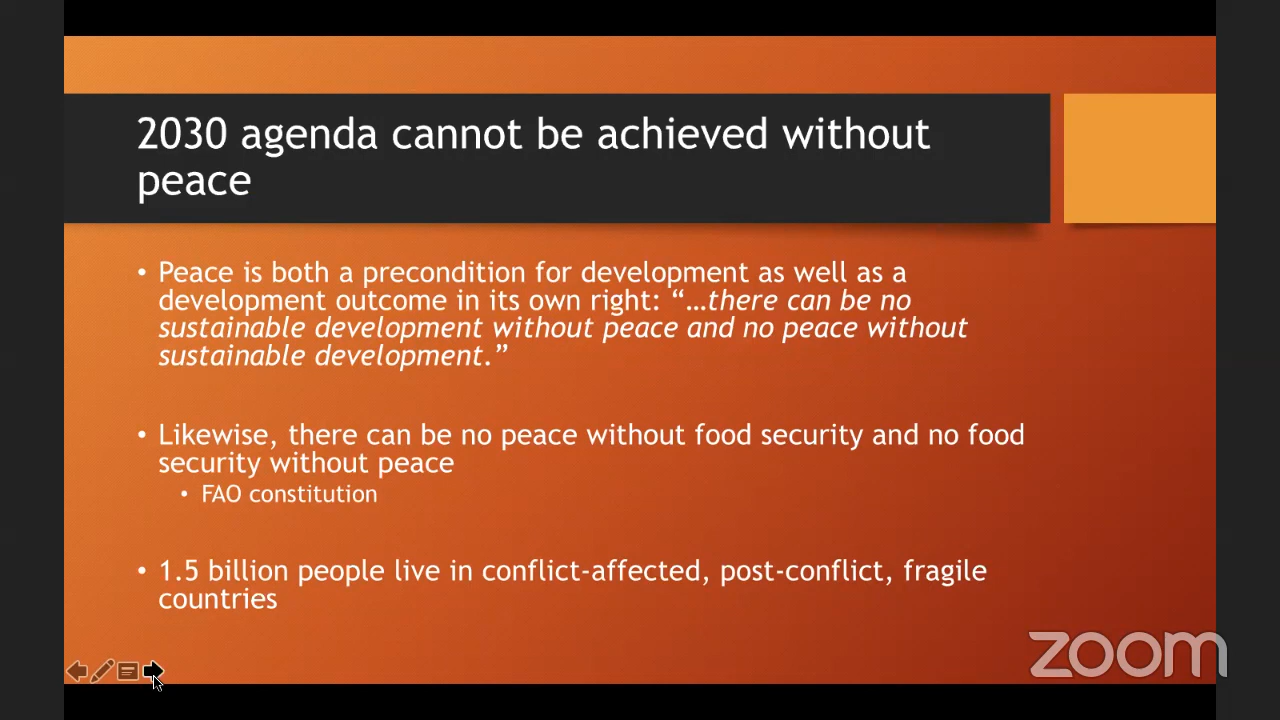 2030 agenda cannot be achieved without
peace
• Peace is both a precondition for development as well as a
development outcome in its own right: “…there can be no
sustainable development without peace and no peace without
sustainable development.”
• Likewise, there can be no peace without food security and no food
security without peace
• FAO constitution
• 1.5 billion people live in conflict-affected, post-conflict, fragile
countries
zoom